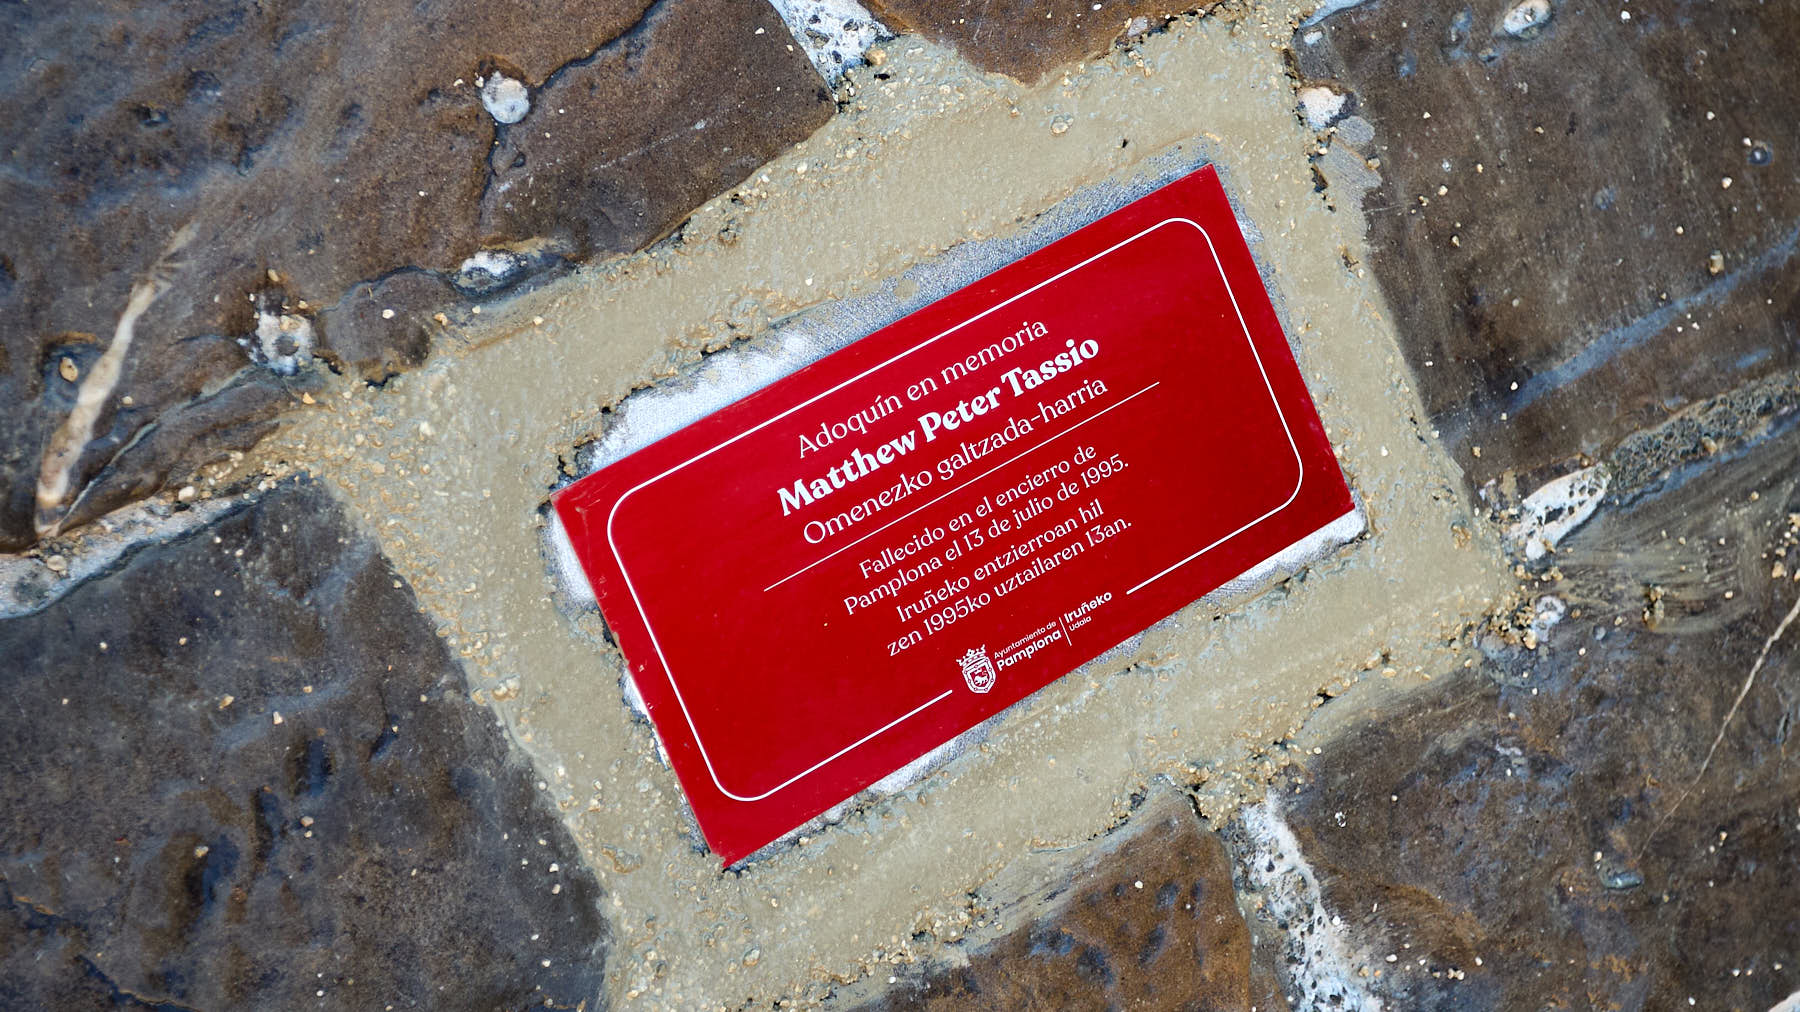 Adoquín en memoria
Matthew Peter Tassio
Omenezko galtzada-harria
Fallecido en el encierro de
Pamplona el 13 de julio de 1995.
Iruñeko entzierroan hil
zen 1995ko uztailaren 13an.
Ayuntamiento de
Pamplona
Iruñeko
Udala